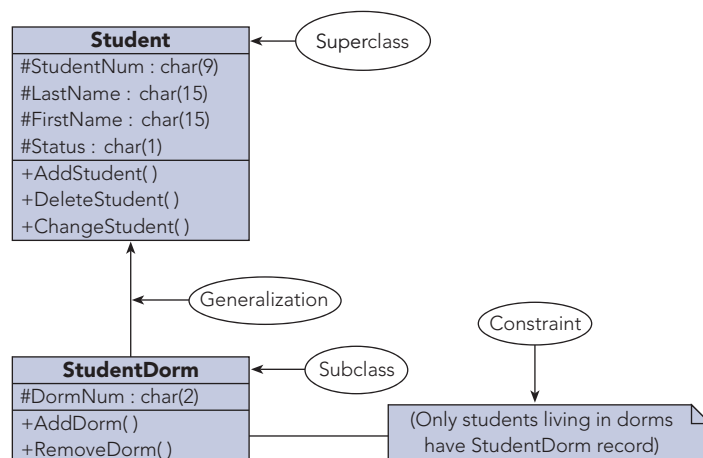 Student
Superclass
#StudentNum : char(9)
#LastName : char(15)
#FirstName : char(15)
#Status : char(1)
+AddStudent( )
+DeleteStudent( )
+ChangeStudent( )
Generalization
Constraint
StudentDorm
Subclass
#DormNum : char(2)
+AddDorm( )
+RemoveDorm( )
(Only students living in dorms
have StudentDorm record)